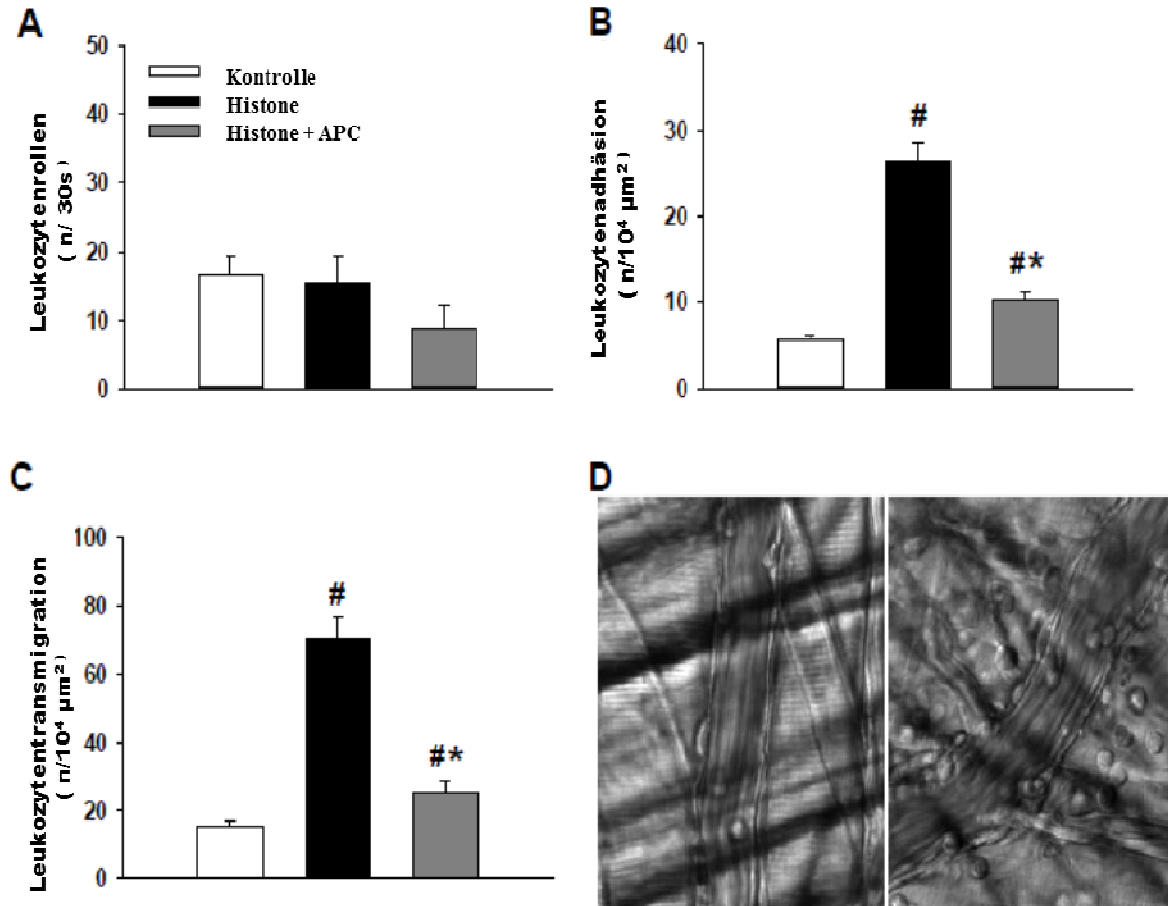 A
Leukozytenrollen
( n/ 30s )
50
40
30
20
10
0
Kontrolle
Histone
Histone + APC
B
Leukozytenadhäsion
( n/10⁴ µm² )
40
30
20
10
0
#
#*
C
Leukozytentransmigration
( n/10⁴ µm² )
100
80
60
40
20
0
#
#*
D